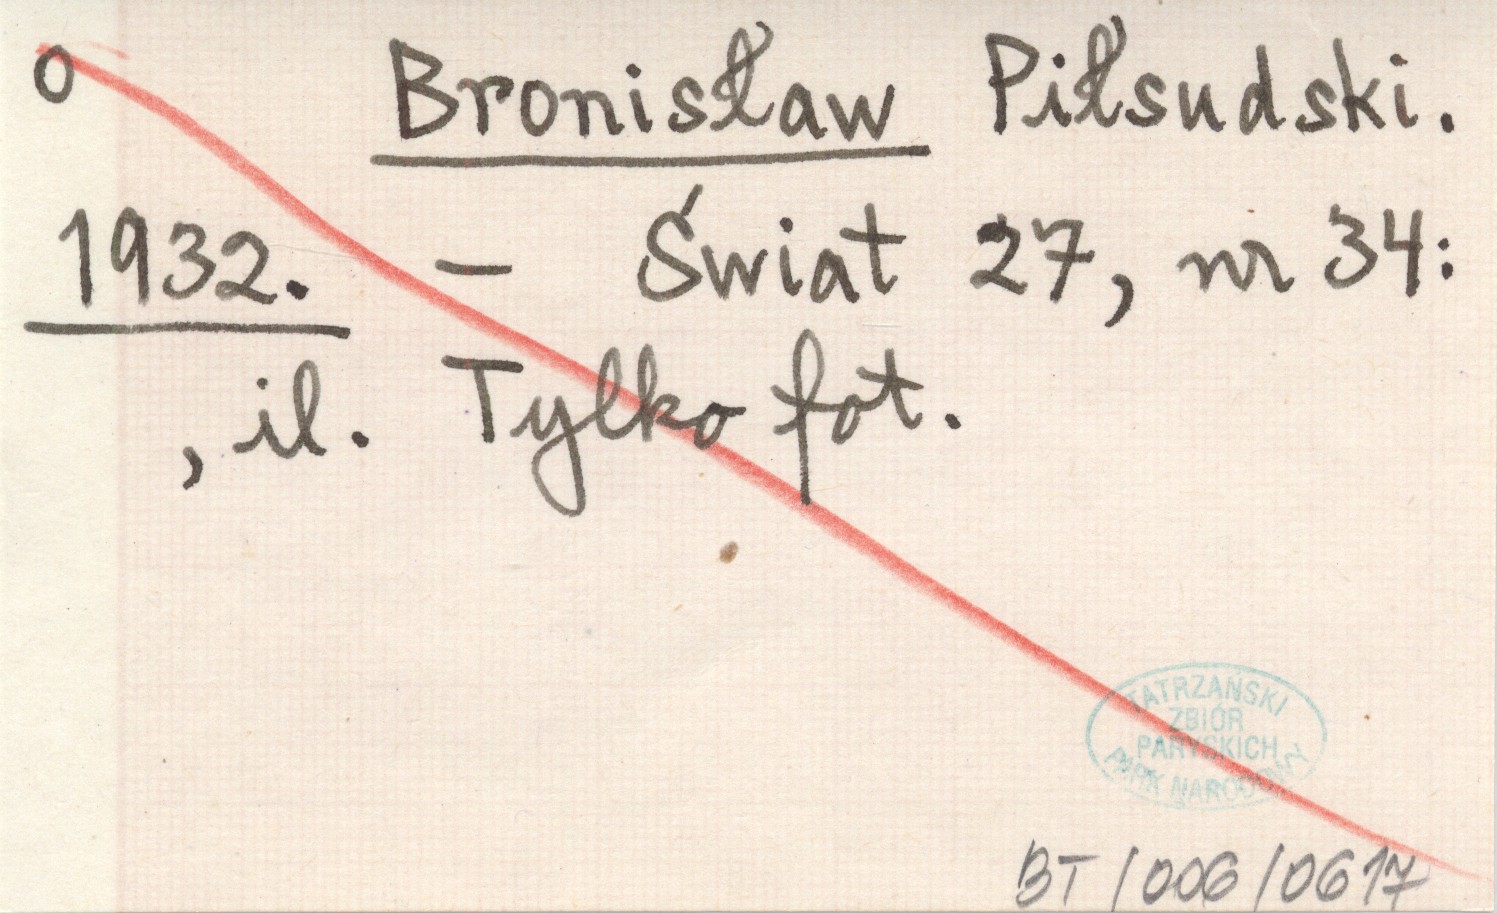 o Bronisław Piłsudski.
1932. – Świat 27, nr 34:
, il. Tylko fot.
TATRZAŃSKI
ZBIÓR
PARYSKICH
PARK NARODOWY
BT/006/0617